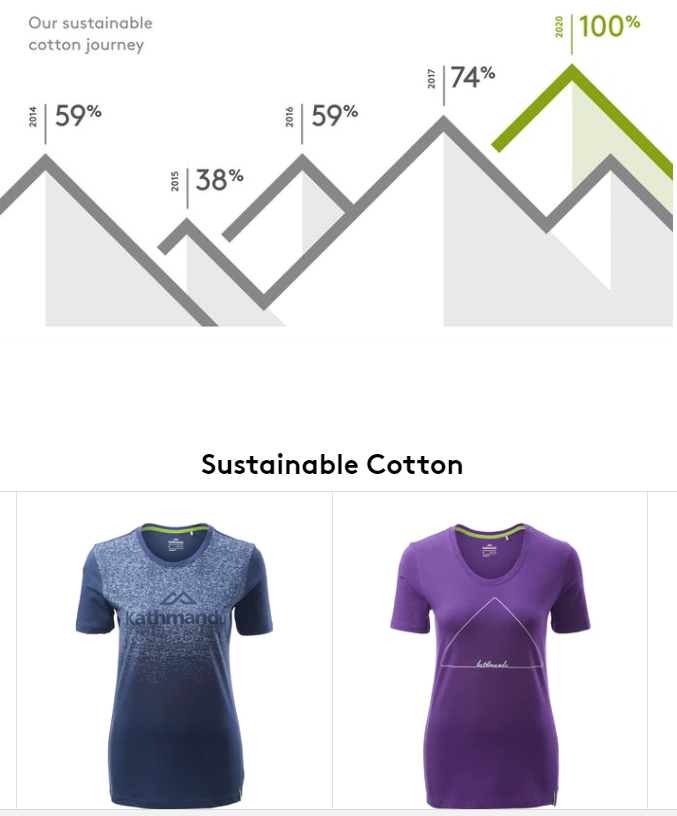 Our sustainable
cotton journey
2014 59%
2015 38%
2016 59%
2017 74%
2020 100%
Sustainable Cotton
Kathmandu
kathmandu